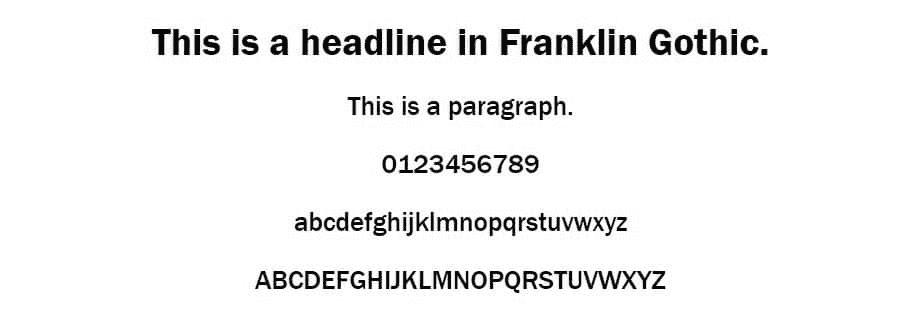 This is a headline in Franklin Gothic.
This is a paragraph.
0123456789
abcdefghijklmnopqrstuvwxyz
ABCDEFGHIJKLMNOPQRSTUVWXYZ